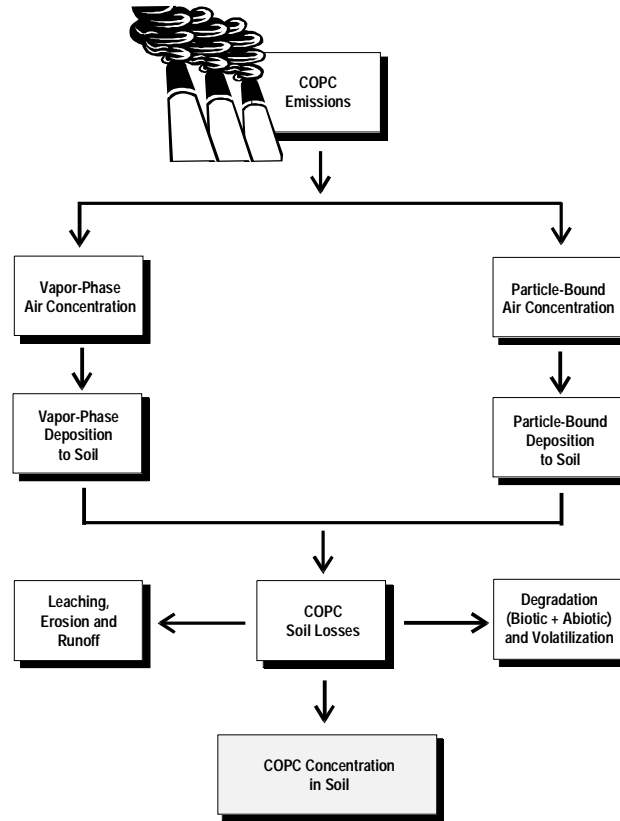 COPC
Emissions
Vapor-Phase
Air Concentration
Particle-Bound
Air Concentration
Vapor-Phase
Deposition
to Soil
Particle-Bound
Deposition
to Soil
Leaching,
Erosion and
Runoff
COPC
Soil Losses
Degradation
(Biotic + Abiotic)
and Volatilization
COPC Concentration
in Soil